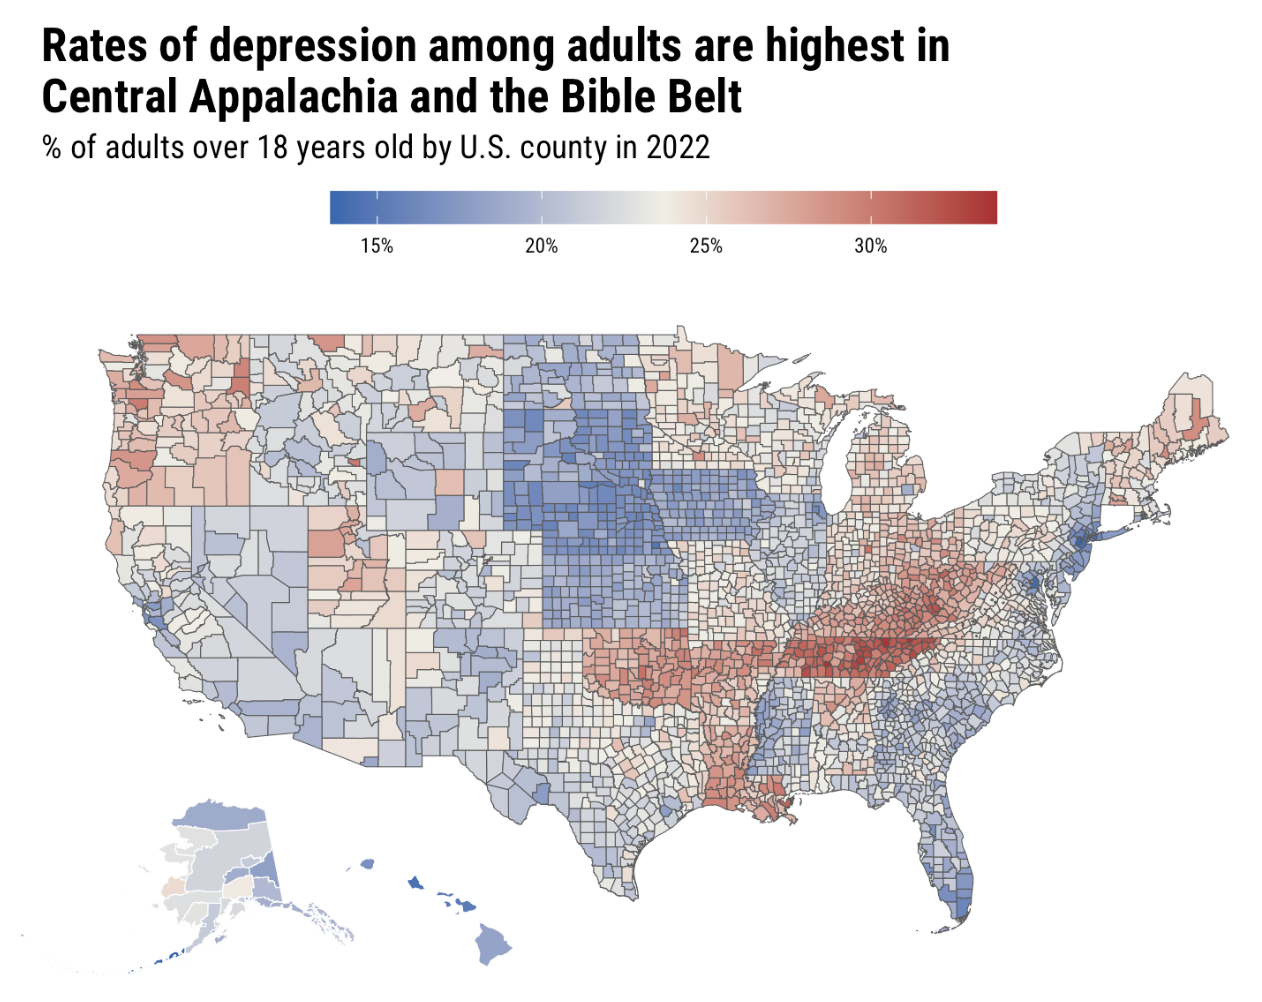 Rates of depression among adults are highest in
Central Appalachia and the Bible Belt
% of adults over 18 years old by U.S. county in 2022
15% 20% 25% 30%